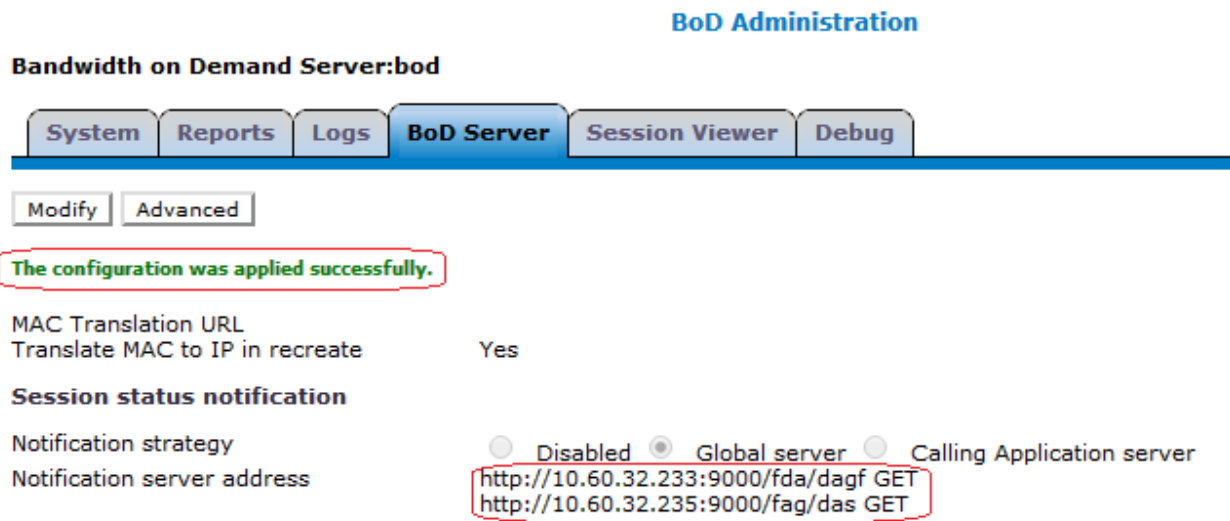 BoD Administration
Bandwidth on Demand Server:bod
System Reports Logs BoD Server Session Viewer Debug
Modify Advanced
The configuration was applied successfully.
MAC Translation URL
Translate MAC to IP in recreate Yes
Session status notification
Notification strategy Disabled Global server Calling Application server
Notification server address http://10.60.32.233:9000/fda/dagf GET
http://10.60.32.235:9000/fag/das GET